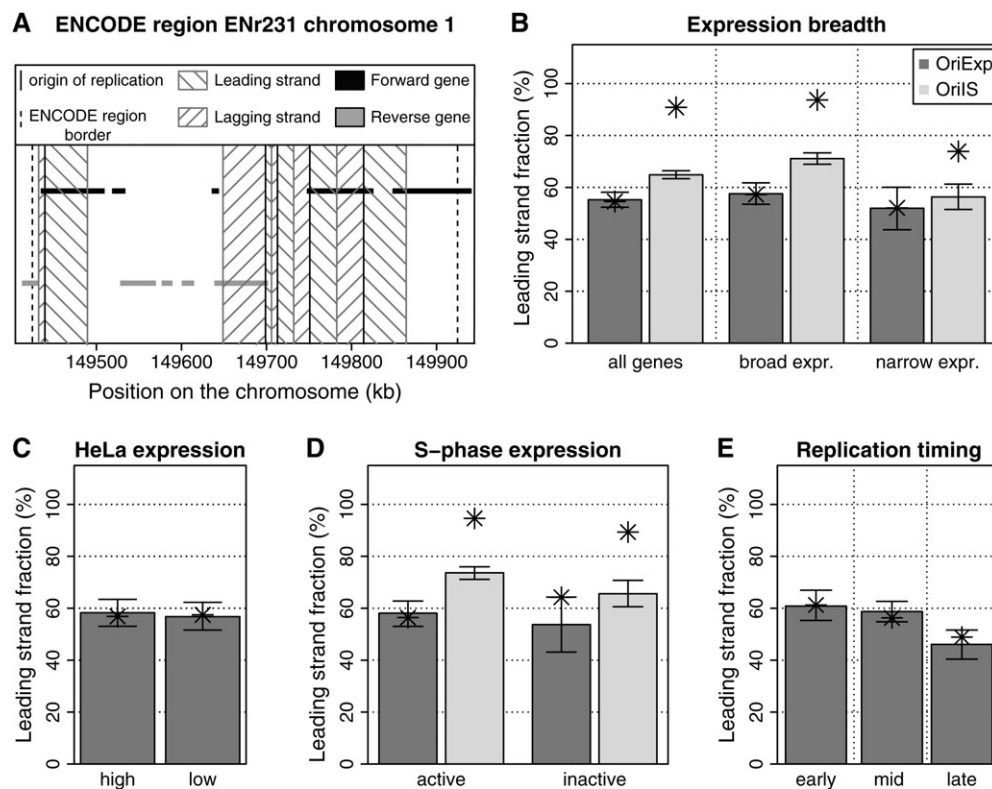 A ENCODE region ENr231 chromosome 1
origin of replication
ENCODE region
border
Leading strand
Lagging strand
Forward gene
Reverse gene
149500 149600 149700 149800 149900
Position on the chromosome (kb)
B Expression breadth
OriExp
OriIS
Leading strand fraction (%)
0 20 40 60 80 100
all genes broad expr. narrow expr.
C HeLa expression
Leading strand fraction (%)
0 20 40 60 80 100
high low
D S-phase expression
Leading strand fraction (%)
0 20 40 60 80 100
active inactive
E Replication timing
Leading strand fraction (%)
0 20 40 60 80 100
early mid late